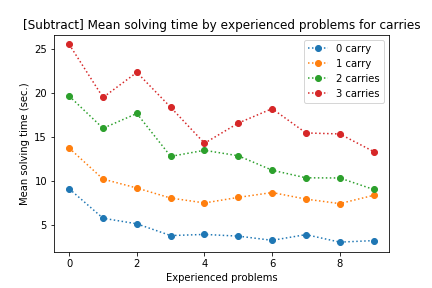 [Subtract] Mean solving time by experienced problems for carries
25
20
15
10
5
Mean solving time (sec.)
0 carry
1 carry
2 carries
3 carries
0 2 4 6 8
Experienced problems